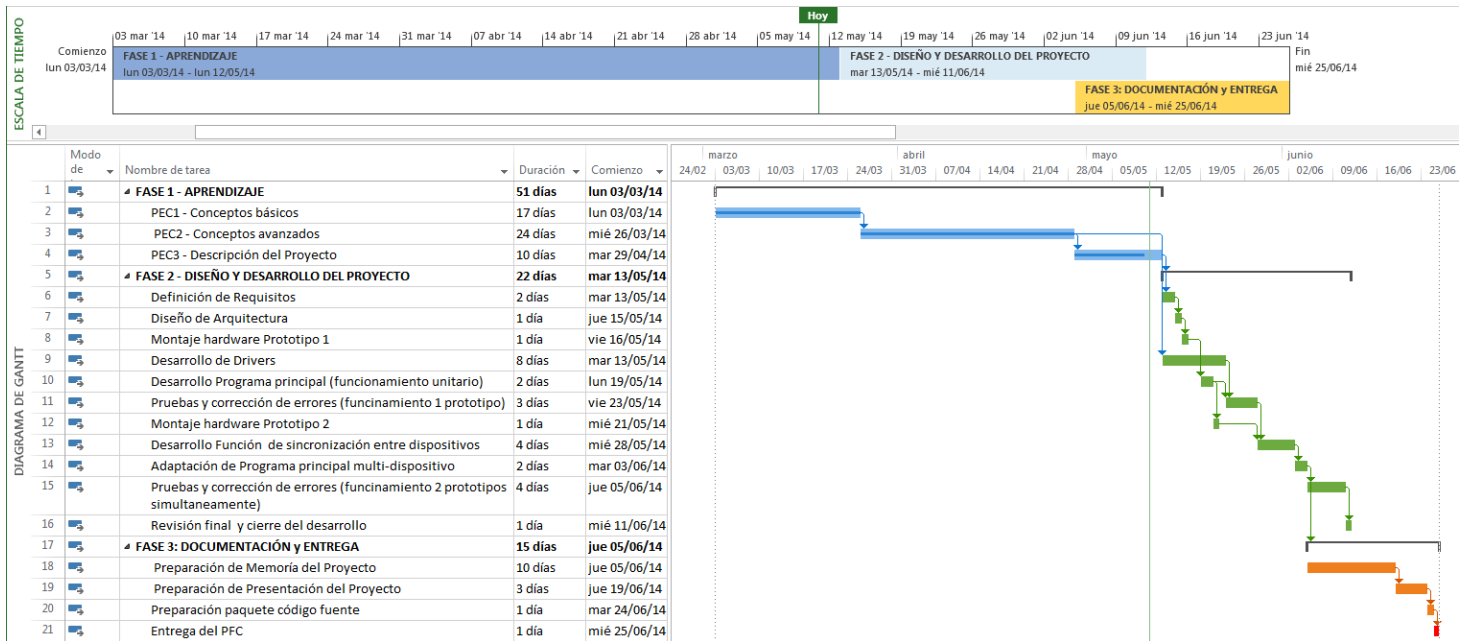 ESCALA DE TIEMPO
Hoy
03 mar '14 10 mar '14 17 mar '14 24 mar '14 31 mar '14 07 abr '14 14 abr '14 21 abr '14 28 abr '14 05 may '14 12 may '14 19 may '14 26 may '14 02 jun '14 09 jun '14 16 jun '14 23 jun '14
Comienzo
lun 03/03/14
FASE 1 - APRENDIZAJE
lun 03/03/14 - lun 12/05/14
FASE 2 - DISEÑO Y DESARROLLO DEL PROYECTO
mar 13/05/14 - mié 11/06/14
Fin
mié 25/06/14
FASE 3: DOCUMENTACIÓN y ENTREGA
jue 05/06/14 - mié 25/06/14
DIAGRAMA DE GANTT
Modo de Nombre de tarea Duración Comienzo
marzo abril mayo junio
24/02 03/03 10/03 17/03 24/03 31/03 07/04 14/04 21/04 28/04 05/05 12/05 19/05 26/05 02/06 09/06 16/06 23/06
1 FASE 1 - APRENDIZAJE 51 días lun 03/03/14
2 PEC1 - Conceptos básicos 17 días lun 03/03/14
3 PEC2 - Conceptos avanzados 24 días mié 26/03/14
4 PEC3 - Descripción del Proyecto 10 días mar 29/04/14
5 FASE 2 - DISEÑO Y DESARROLLO DEL PROYECTO 22 días mar 13/05/14
6 Definición de Requisitos 2 días mar 13/05/14
7 Diseño de Arquitectura 1 día jue 15/05/14
8 Montaje hardware Prototipo 1 1 día vie 16/05/14
9 Desarrollo de Drivers 8 días mar 13/05/14
10 Desarrollo Programa principal (funcionamiento unitario) 2 días lun 19/05/14
11 Pruebas y corrección de errores (funcinamiento 1 prototipo) 3 días vie 23/05/14
12 Montaje hardware Prototipo 2 1 día mié 21/05/14
13 Desarrollo Función de sincronización entre dispositivos 4 días mié 28/05/14
14 Adaptación de Programa principal multi-dispositivo 2 días mar 03/06/14
15 Pruebas y corrección de errores (funcinamiento 2 prototipos 4 días jue 05/06/14
simultaneamente)
16 Revisión final y cierre del desarrollo 1 día mié 11/06/14
17 FASE 3: DOCUMENTACIÓN y ENTREGA 15 días jue 05/06/14
18 Preparación de Memoría del Proyecto 10 días jue 05/06/14
19 Preparación de Presentación del Proyecto 3 días jue 19/06/14
20 Preparación paquete código fuente 1 día mar 24/06/14
21 Entrega del PFC 1 día mié 25/06/14